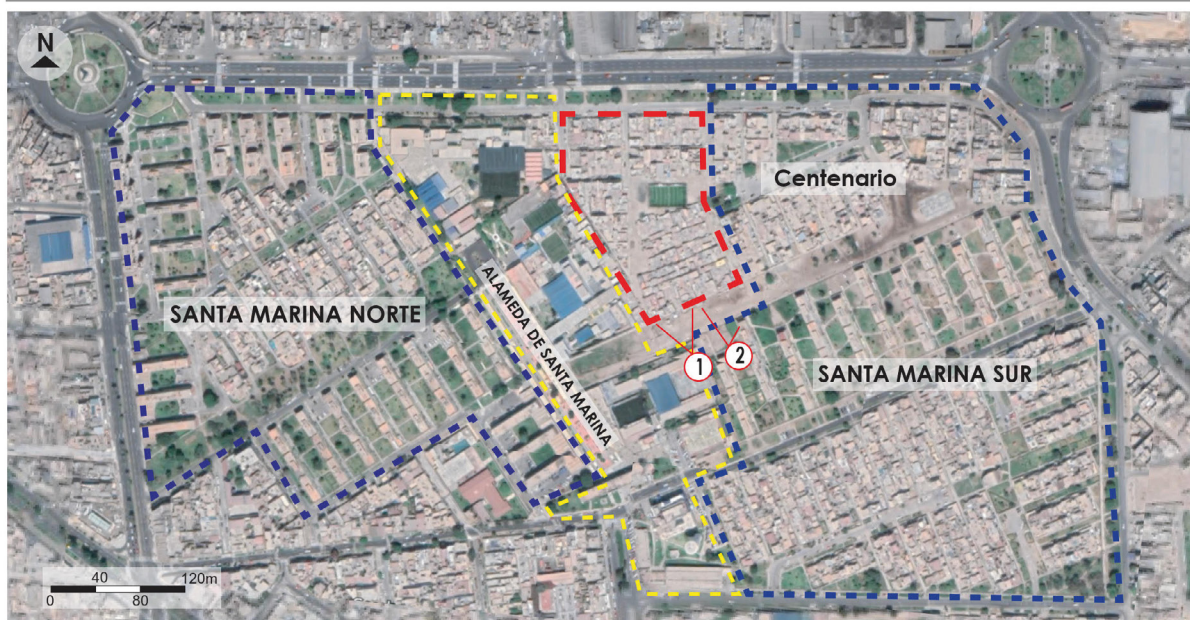 N
Centenario
ALAMEDA DE SANTA MARINA
SANTA MARINA NORTE
1
2
SANTA MARINA SUR
40
120m
0
80